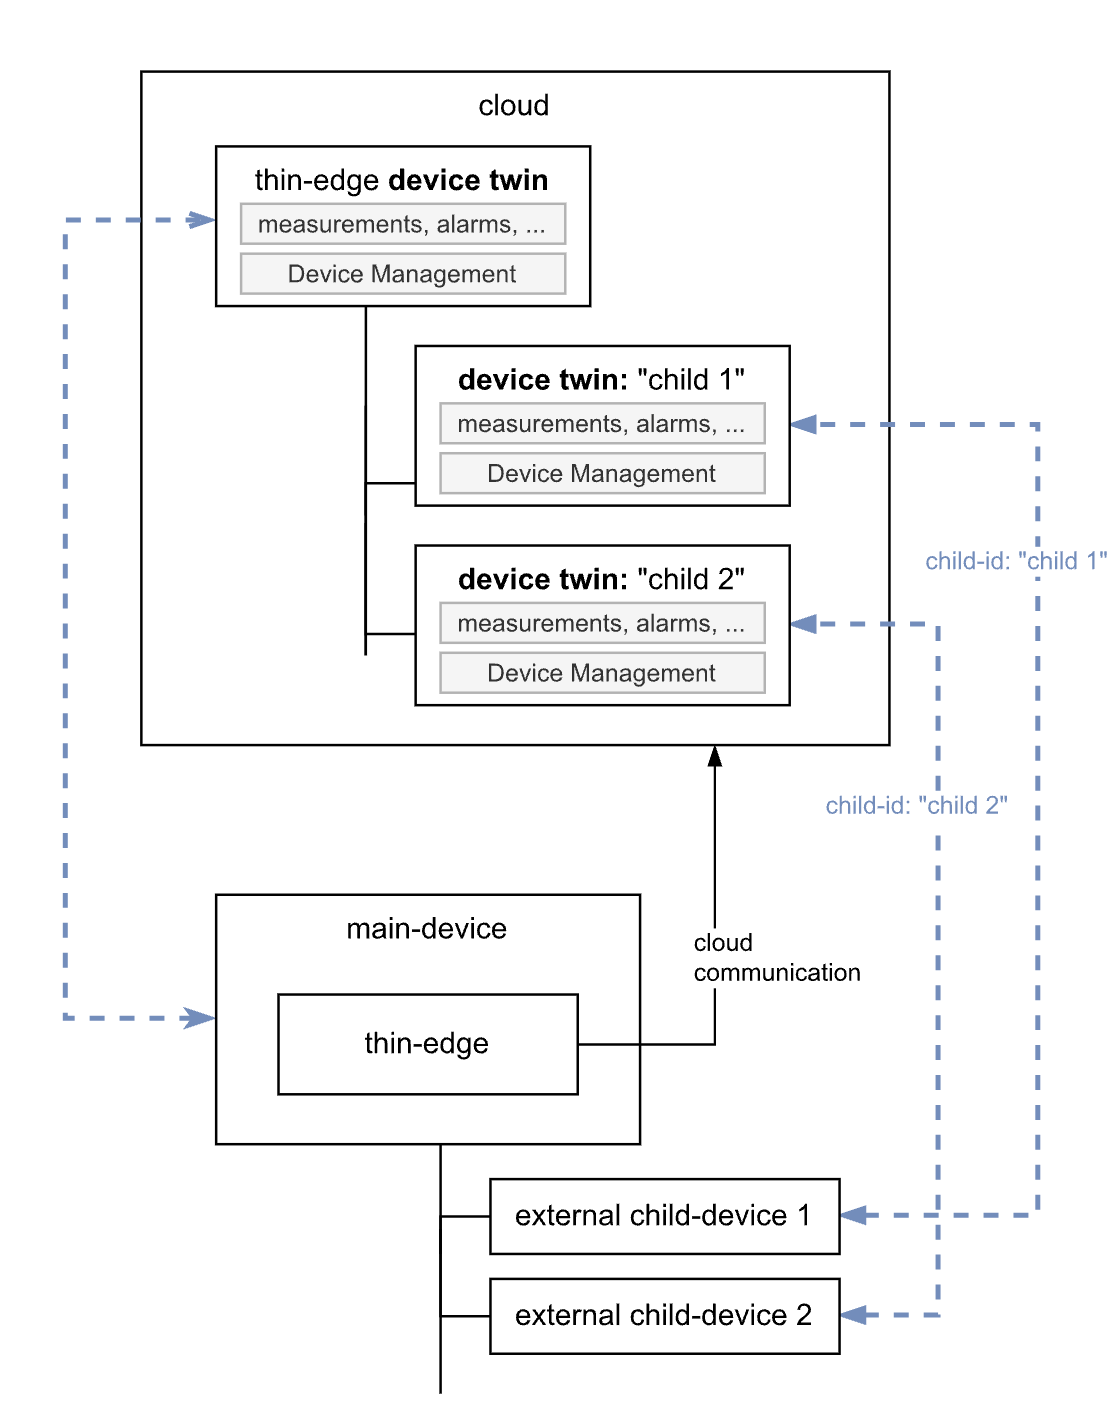 cloud
thin-edge device twin
measurements, alarms, ...
Device Management
device twin: "child 1"
measurements, alarms, ...
Device Management
child-id: "child 1"
device twin: "child 2"
measurements, alarms, ...
Device Management
child-id: "child 2"
main-device
cloud
communication
thin-edge
external child-device 1
external child-device 2